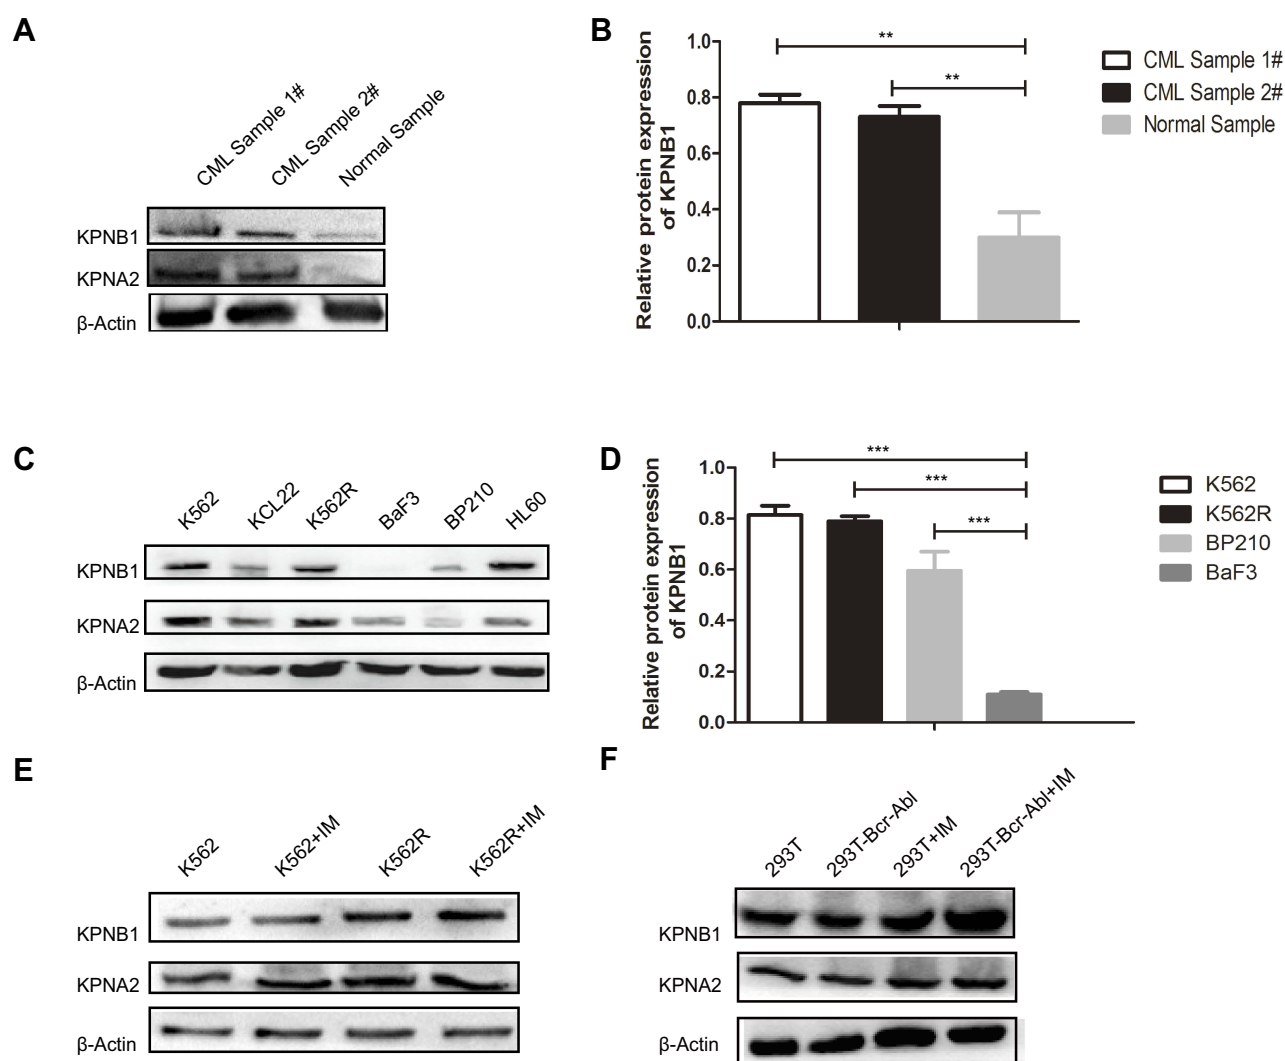 A
CML Sample 1#
CML Sample 2#
Normal Sample
KPNB1
KPNA2
β-Actin
B
Relative protein expression
of KPNB1
1.0
0.8
0.6
0.4
0.2
0.0
**
**
CML Sample 1#
CML Sample 2#
Normal Sample
C
K562
KCL22
K562R
BaF3
BP210
HL60
KPNB1
KPNA2
β-Actin
D
Relative protein expression
of KPNB1
1.0
0.8
0.6
0.4
0.2
0.0
***
***
***
K562
K562R
BP210
BaF3
E
K562
K562+IM
K562R
K562R+IM
KPNB1
KPNA2
β-Actin
F
293T
293T-Bcr-Abl
293T+IM
293T-Bcr-Abl+IM
KPNB1
KPNA2
β-Actin